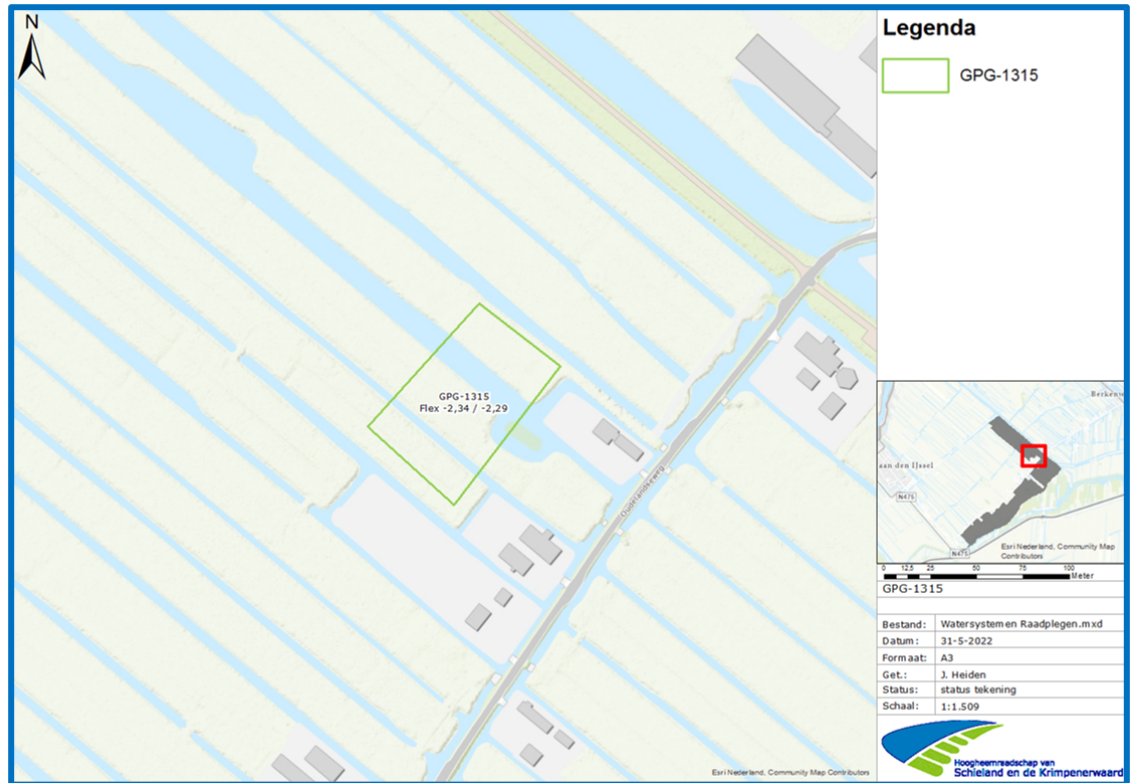 N
GPG-1315
Flex -2,34 / -2,29
Oudelandseweg
Esri Nederland, Community Map Contributors
Legenda
GPG-1315
aan den IJssel
N475
N475
Esri Nederland, Community Map
Contributors
0 12,5 25 50 75 100
Meter
GPG-1315
Bestand: Watersystemen Raadplegen.mxd
Datum: 31-5-2022
Formaat: A3
Get.: J. Heiden
Status: status tekening
Schaal: 1:1.509
Hoogheemraadschap van
Schieland en de Krimpenerwaard